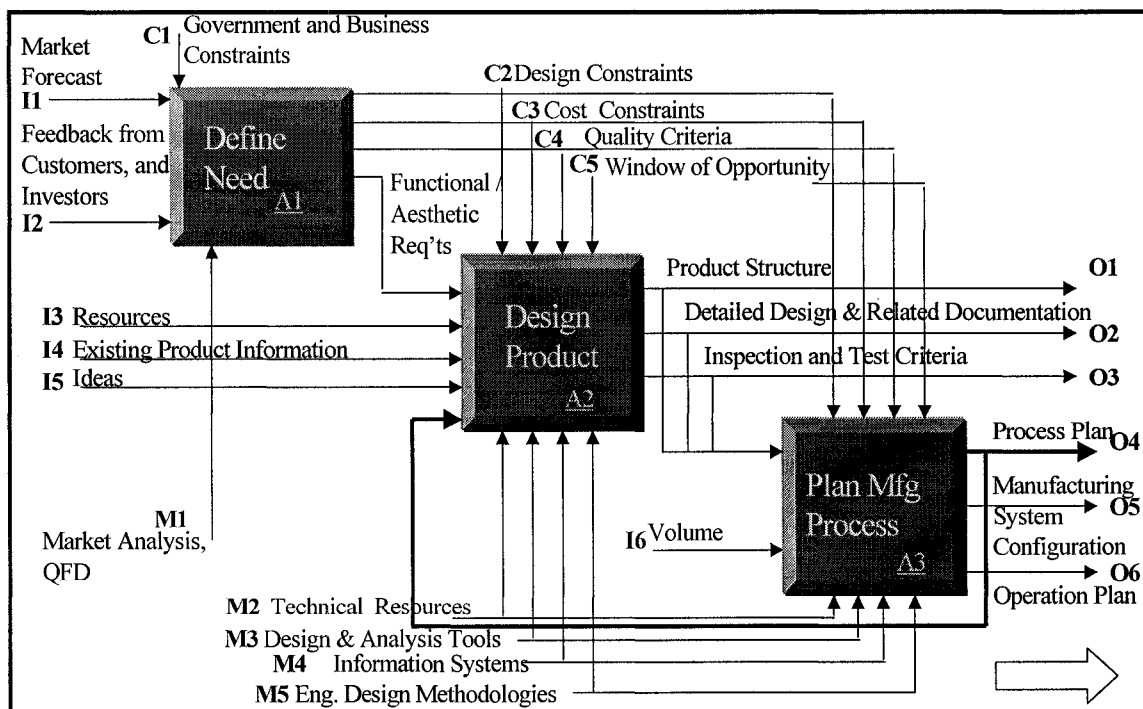 C1 Government and Business
Constraints
Market
Forecast
I1
Feedback from
Customers, and
Investors
I2
Define
Need
A1
C2 Design Constraints
C3 Cost Constraints
C4 Quality Criteria
C5 Window of Opportunity
Functional /
Aesthetic
Req'ts
I3 Resources
I4 Existing Product Information
I5 Ideas
Design
Product
A2
Product Structure O1
Detailed Design & Related Documentation
O2
Inspection and Test Criteria
O3
M1
Market Analysis,
QFD
I6 Volume
Plan Mfg
Process
A3
Process Plan O4
Manufacturing
O5
System
Configuration
O6
Operation Plan
M2 Technical Resources
M3 Design & Analysis Tools
M4 Information Systems
M5 Eng. Design Methodologies